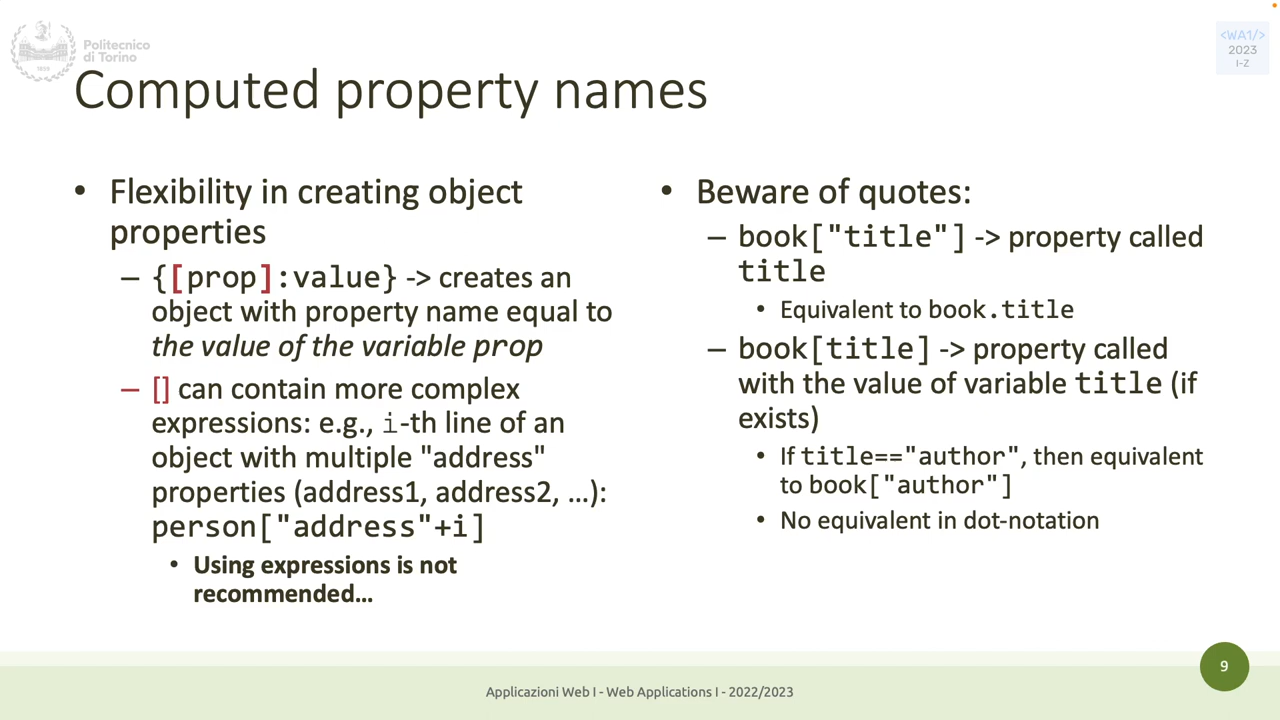 Politecnico
di Torino
1859
<WA1/>
2023
I-Z
Computed property names
• Flexibility in creating object
properties
– {[prop]:value} -> creates an
object with property name equal to
the value of the variable prop
– [] can contain more complex
expressions: e.g., i-th line of an
object with multiple "address"
properties (address1, address2, …):
person["address"+i]
• Using expressions is not
recommended…
• Beware of quotes:
– book["title"] -> property called
title
• Equivalent to book.title
– book[title] -> property called
with the value of variable title (if
exists)
• If title=="author", then equivalent
to book["author"]
• No equivalent in dot-notation
Applicazioni Web I - Web Applications I - 2022/2023
9